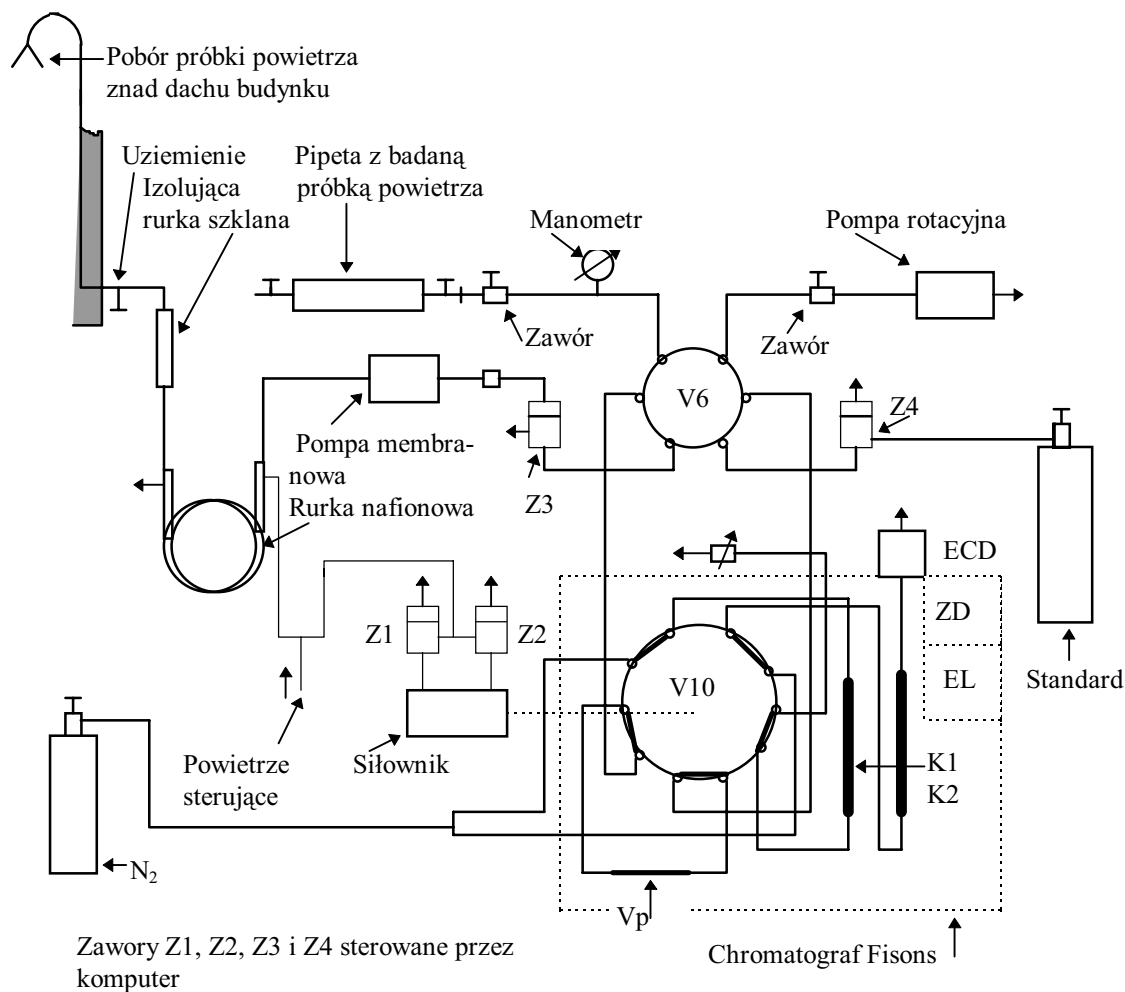 Pobór próbki powietrza
znad dachu budynku
Uziemienie
Izolująca
rurka szklana
Pipeta z badaną
próbką powietrza
Manometr
Pompa rotacyjna
Zawór
Zawór
V6
Z4
Pompa membra-
nowa
Z3
Rurka nafionowa
ECD
ZD
EL
Standard
Z1
Z2
V10
Siłownik
Powietrze
sterujące
K1
K2
N2
Vp
Chromatograf Fisons
Zawory Z1, Z2, Z3 i Z4 sterowane przez
komputer